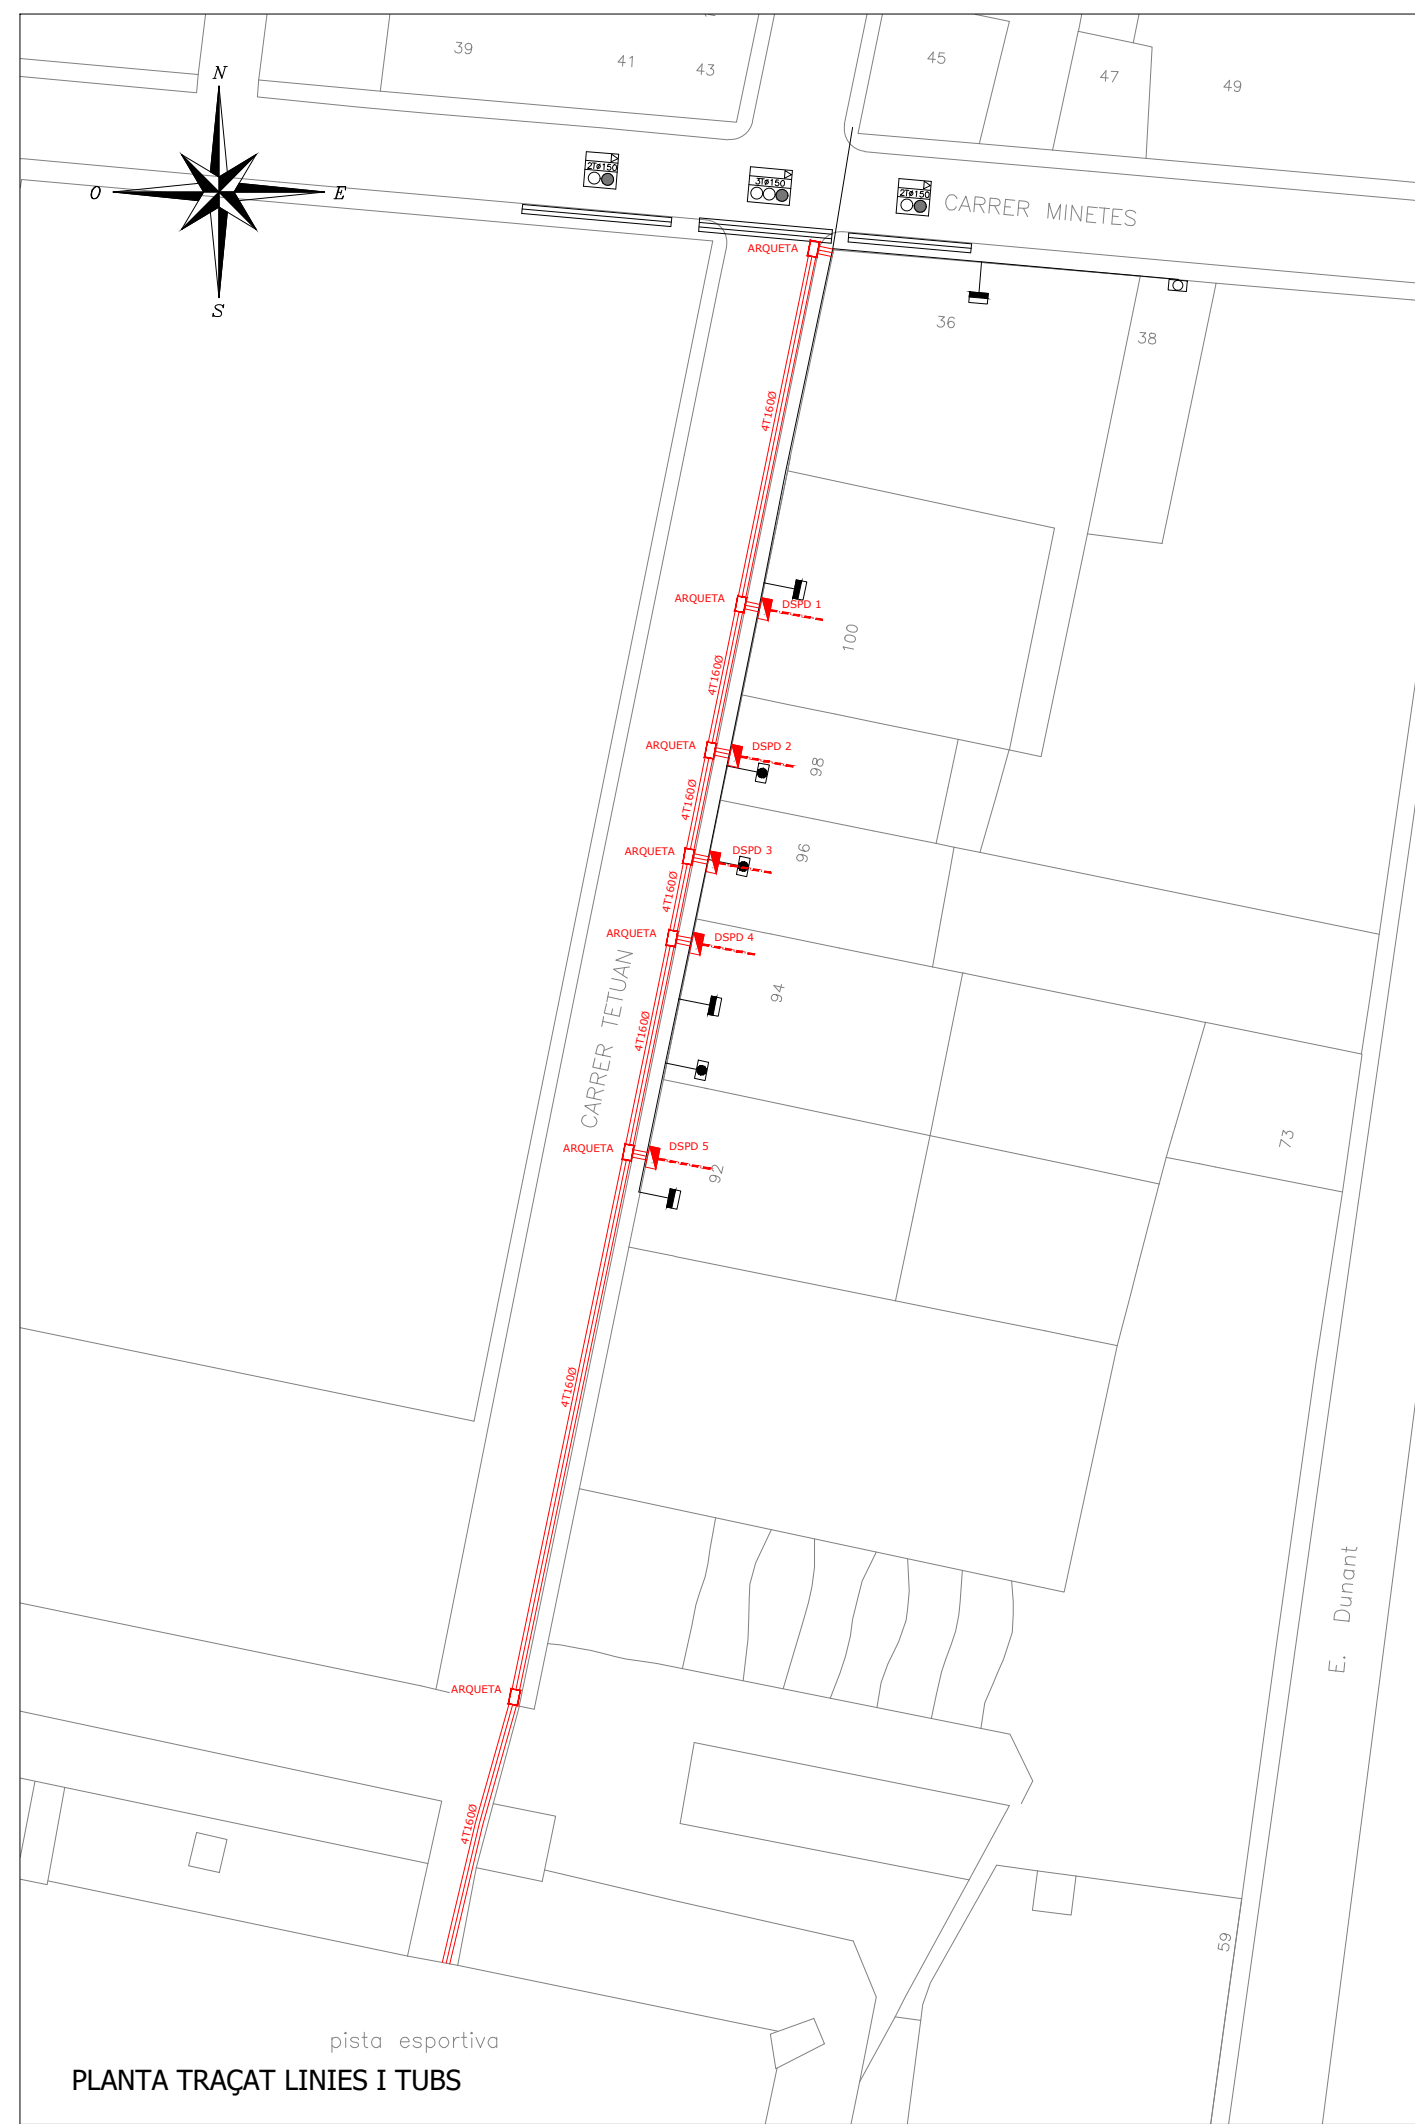 39
41
43
45
47
49
N
O
E
S
2Tø150
3Tø150
2Tø150
CARRER MINETES
ARQUETA
36
38
4T160Ø
ARQUETA
DSPD 1
100
4T160Ø
ARQUETA
DSPD 2
98
4T160Ø
ARQUETA
DSPD 3
96
4T160Ø
ARQUETA
DSPD 4
94
CARRER TETUAN
4T160Ø
ARQUETA
DSPD 5
92
73
4T160Ø
E. Dunant
ARQUETA
4T160Ø
59
pista esportiva
PLANTA TRAÇAT LINIES I TUBS